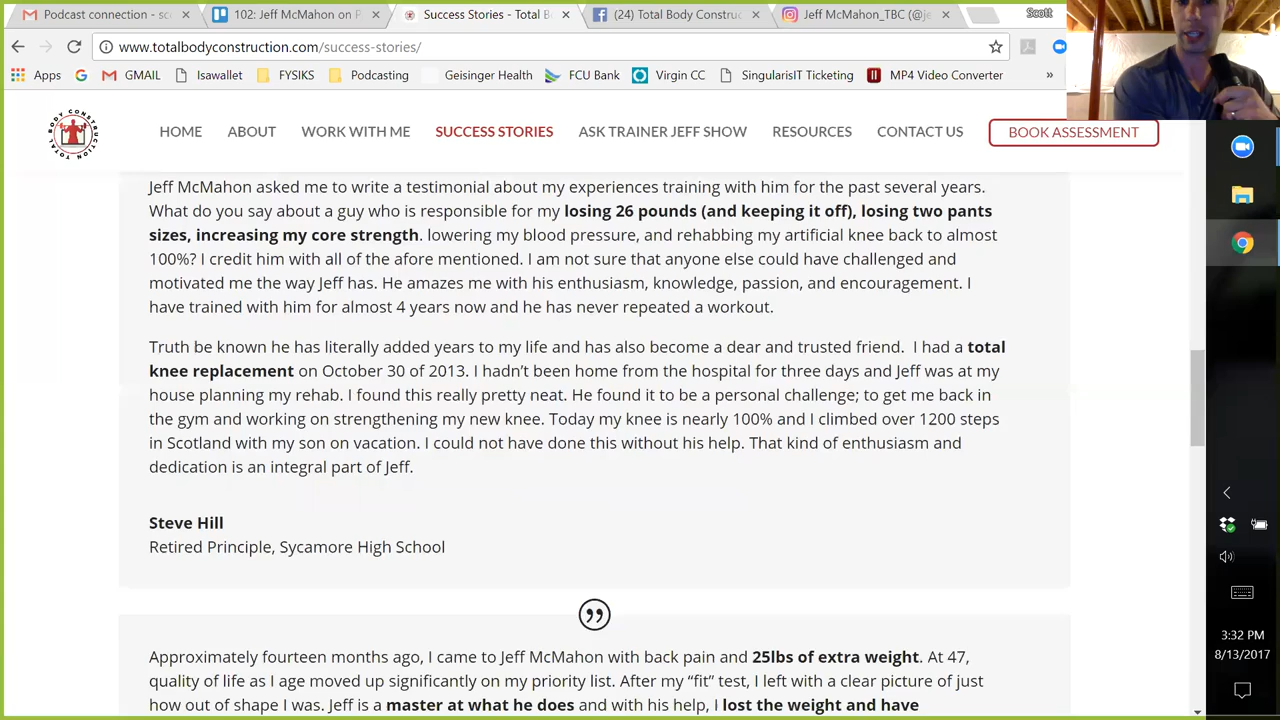 Podcast connection - sc
102: Jeff McMahon on P
Success Stories - Total B
(24) Total Body Construc
Jeff McMahon_TBC (@je
Scott
www.totalbodyconstruction.com/success-stories/
Apps
GMAIL
Isawallet
FYSIKS
Podcasting
Geisinger Health
FCU Bank
Virgin CC
SingularisIT Ticketing
MP4 Video Converter
»
BODY CONSTRUCTION TOTAL
HOME
ABOUT
WORK WITH ME
SUCCESS STORIES
ASK TRAINER JEFF SHOW
RESOURCES
CONTACT US
BOOK ASSESSMENT
Jeff McMahon asked me to write a testimonial about my experiences training with him for the past several years.
What do you say about a guy who is responsible for my losing 26 pounds (and keeping it off), losing two pants
sizes, increasing my core strength. lowering my blood pressure, and rehabbing my artificial knee back to almost
100%? I credit him with all of the afore mentioned. I am not sure that anyone else could have challenged and
motivated me the way Jeff has. He amazes me with his enthusiasm, knowledge, passion, and encouragement. I
have trained with him for almost 4 years now and he has never repeated a workout.
Truth be known he has literally added years to my life and has also become a dear and trusted friend.  I had a total
knee replacement on October 30 of 2013. I hadn't been home from the hospital for three days and Jeff was at my
house planning my rehab. I found this really pretty neat. He found it to be a personal challenge; to get me back in
the gym and working on strengthening my new knee. Today my knee is nearly 100% and I climbed over 1200 steps
in Scotland with my son on vacation. I could not have done this without his help. That kind of enthusiasm and
dedication is an integral part of Jeff.
Steve Hill
Retired Principle, Sycamore High School
Approximately fourteen months ago, I came to Jeff McMahon with back pain and 25lbs of extra weight. At 47,
quality of life as I age moved up significantly on my priority list. After my “fit” test, I left with a clear picture of just
how out of shape I was. Jeff is a master at what he does and with his help, I lost the weight and have
3:32 PM
8/13/2017